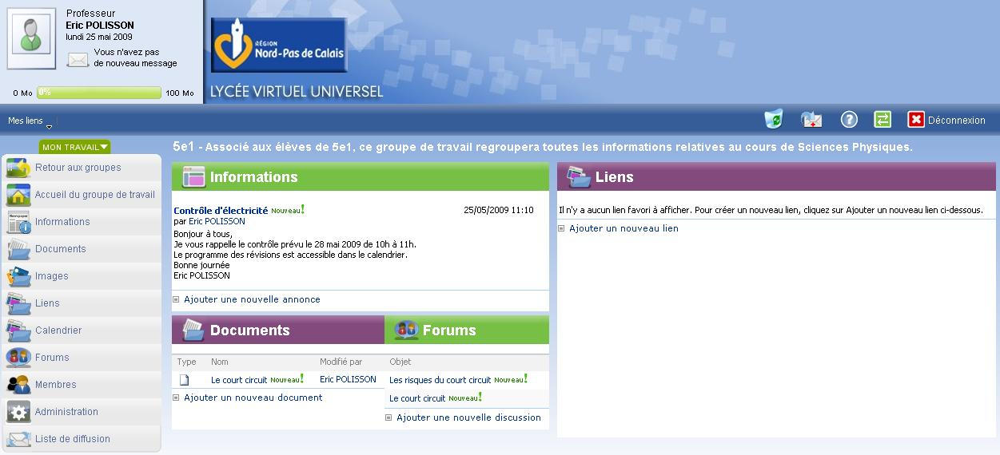 Professeur
Eric POLISSON
lundi 25 mai 2009
Vous n'avez pas
de nouveau message
0 Mo 0% 100 Mo
RÉGION
Nord-Pas de Calais
LYCÉE VIRTUEL UNIVERSEL
Mes liens
Déconnexion
MON TRAVAIL
Retour aux groupes
Accueil du groupe de travail
Newspaper
Informations
Documents
Images
Liens
Calendrier
Forums
Membres
Administration
Liste de diffusion
5e1 - Associé aux élèves de 5e1, ce groupe de travail regroupera toutes les informations relatives au cours de Sciences Physiques.
Informations
Contrôle d'électricité Nouveau! 25/05/2009 11:10
par Eric POLISSON
Bonjour à tous,
Je vous rappelle le contrôle prévu le 28 mai 2009 de 10h à 11h.
Le programme des révisions est accessible dans le calendrier.
Bonne journée
Eric POLISSON
Ajouter une nouvelle annonce
Documents
Type Nom Modifié par
Le court circuit Nouveau! Eric POLISSON
Ajouter un nouveau document
Forums
Objet
Les risques du court circuit Nouveau!
Le court circuit Nouveau!
Ajouter une nouvelle discussion
Liens
Il n'y a aucun lien favori à afficher. Pour créer un nouveau lien, cliquez sur Ajouter un nouveau lien ci-dessous.
Ajouter un nouveau lien